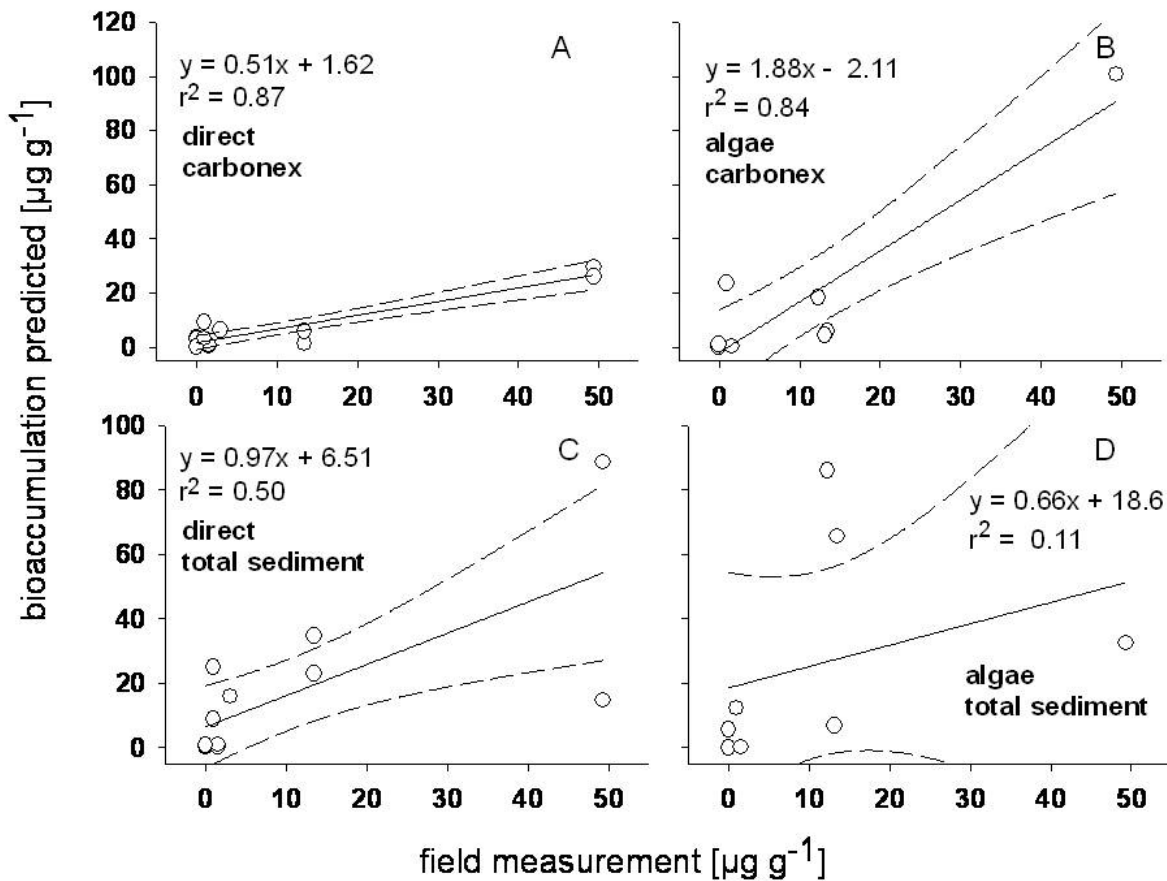 bioaccumulation predicted [µg g⁻¹]
120
100
80
60
40
20
0
A
y = 0.51x + 1.62
r² = 0.87
direct
carbonex
0 10 20 30 40 50
B
y = 1.88x - 2.11
r² = 0.84
algae
carbonex
0 10 20 30 40 50
100
80
60
40
20
0
C
y = 0.97x + 6.51
r² = 0.50
direct
total sediment
0 10 20 30 40 50
D
y = 0.66x + 18.6
r² = 0.11
algae
total sediment
0 10 20 30 40 50
field measurement [µg g⁻¹]